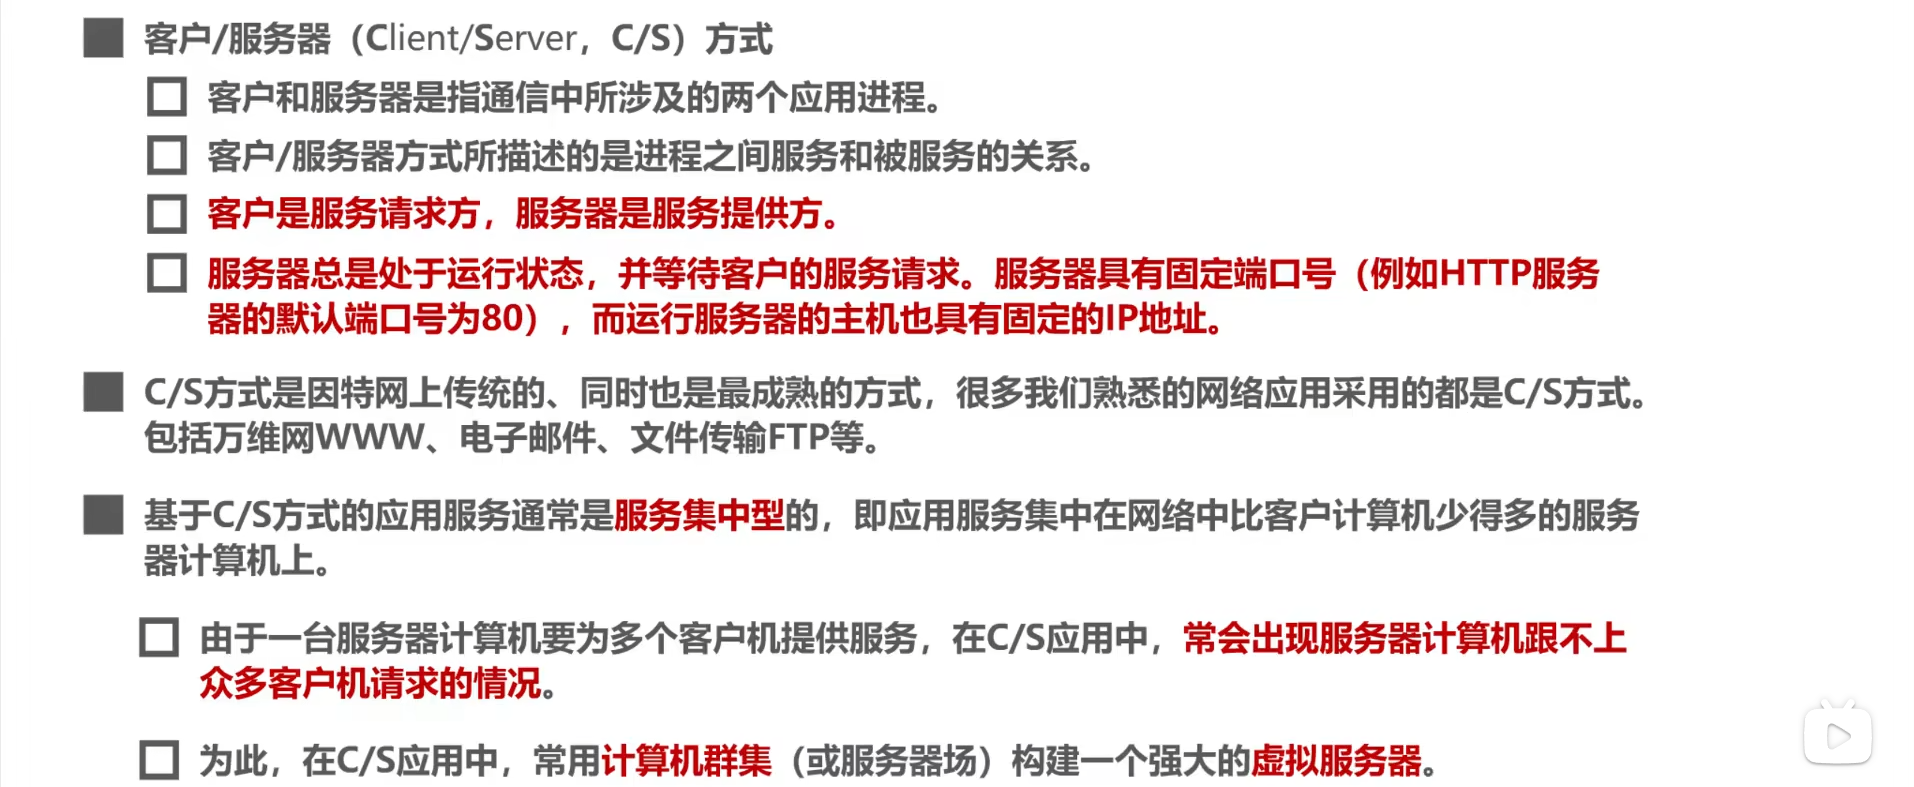 客户/服务器（Client/Server，C/S）方式
客户和服务器是指通信中所涉及的两个应用进程。
客户/服务器方式所描述的是进程之间服务和被服务的关系。
客户是服务请求方，服务器是服务提供方。
服务器总是处于运行状态，并等待客户的服务请求。服务器具有固定端口号（例如HTTP服务
器的默认端口号为80），而运行服务器的主机也具有固定的IP地址。
C/S方式是因特网上传统的、同时也是最成熟的方式，很多我们熟悉的网络应用采用的都是C/S方式。
包括万维网WWW、电子邮件、文件传输FTP等。
基于C/S方式的应用服务通常是服务集中型的，即应用服务集中在网络中比客户计算机少得多的服务
器计算机上。
由于一台服务器计算机要为多个客户机提供服务，在C/S应用中，常会出现服务器计算机跟不上
众多客户机请求的情况。
为此，在C/S应用中，常用计算机群集（或服务器场）构建一个强大的虚拟服务器。